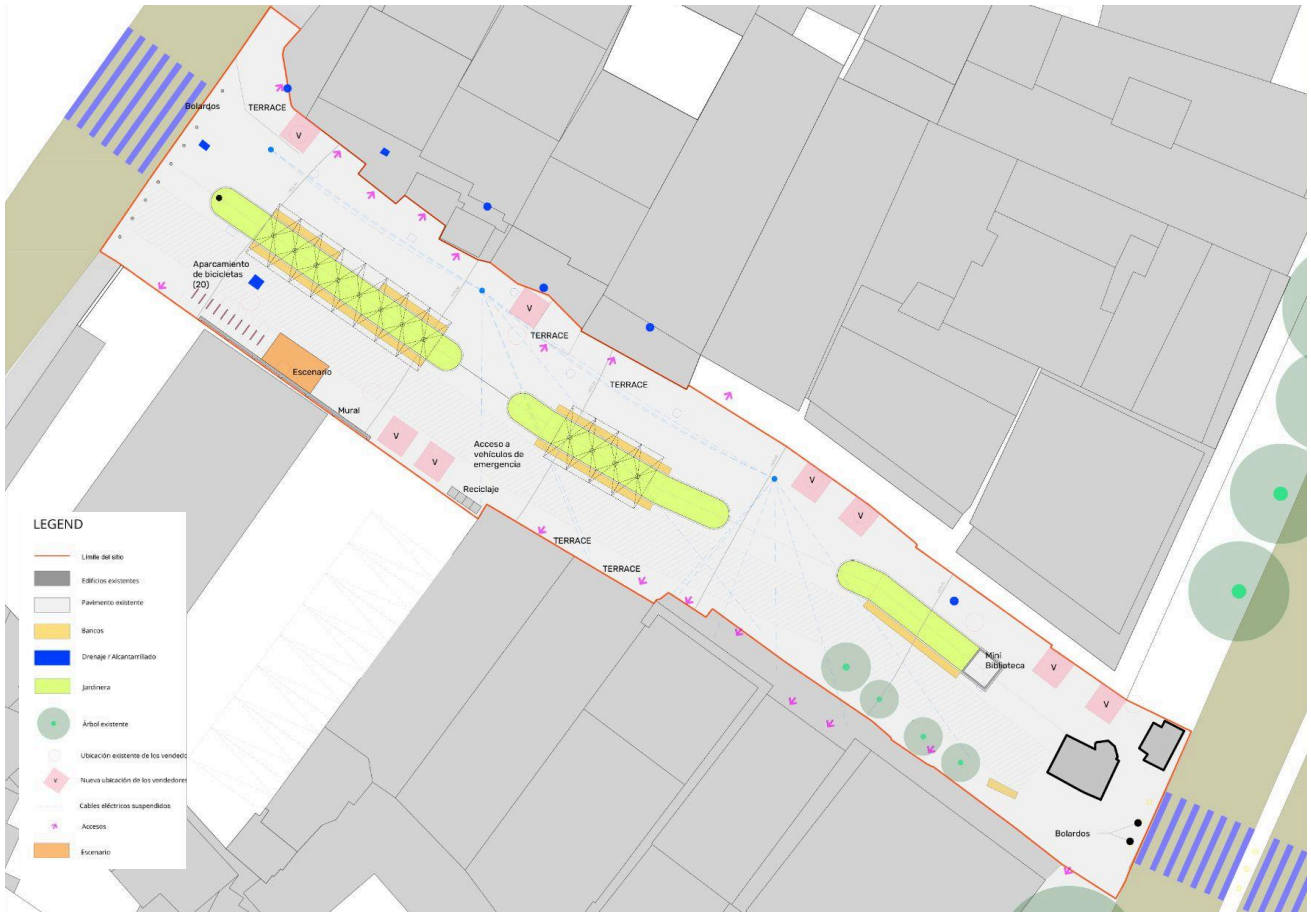 Bolardos
TERRACE
V
Aparcamiento
de bicicletas
(20)
V
TERRACE
Escenario
TERRACE
Mural
V
V
Acceso a
vehículos de
emergencia
Reciclaje
V
V
TERRACE
TERRACE
Mini
Biblioteca
V
V
Bolardos
LEGEND
Límite del sitio
Edificios existentes
Pavimento existente
Bancos
Drenaje / Alcantarrillado
Jardinera
Árbol existente
Ubicación existente de los vendedo
V
Nueva ubicación de los vendedores
Cables eléctricos suspendidos
Accesos
Escenario